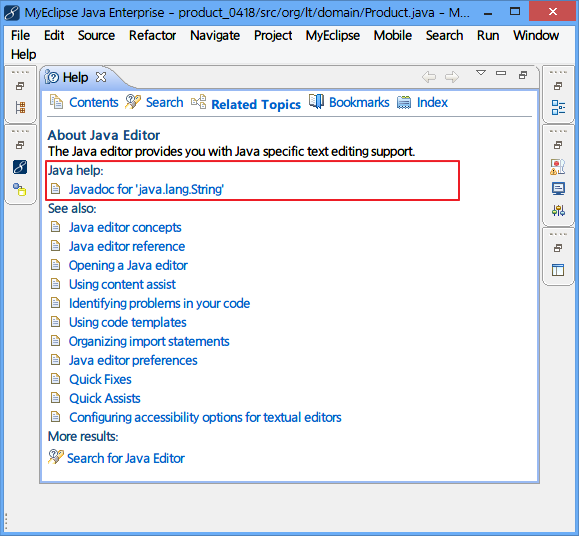 MyEclipse Java Enterprise – product_0418/src/org/lt/domain/Product.java – M...
File Edit Source Refactor Navigate Project MyEclipse Mobile Search Run Window
Help
Help
Contents Search Related Topics Bookmarks Index
About Java Editor
The Java editor provides you with Java specific text editing support.
Java help:
Javadoc for 'java.lang.String'
See also:
Java editor concepts
Java editor reference
Opening a Java editor
Using content assist
Identifying problems in your code
Using code templates
Organizing import statements
Java editor preferences
Quick Fixes
Quick Assists
Configuring accessibility options for textual editors
More results:
Search for Java Editor